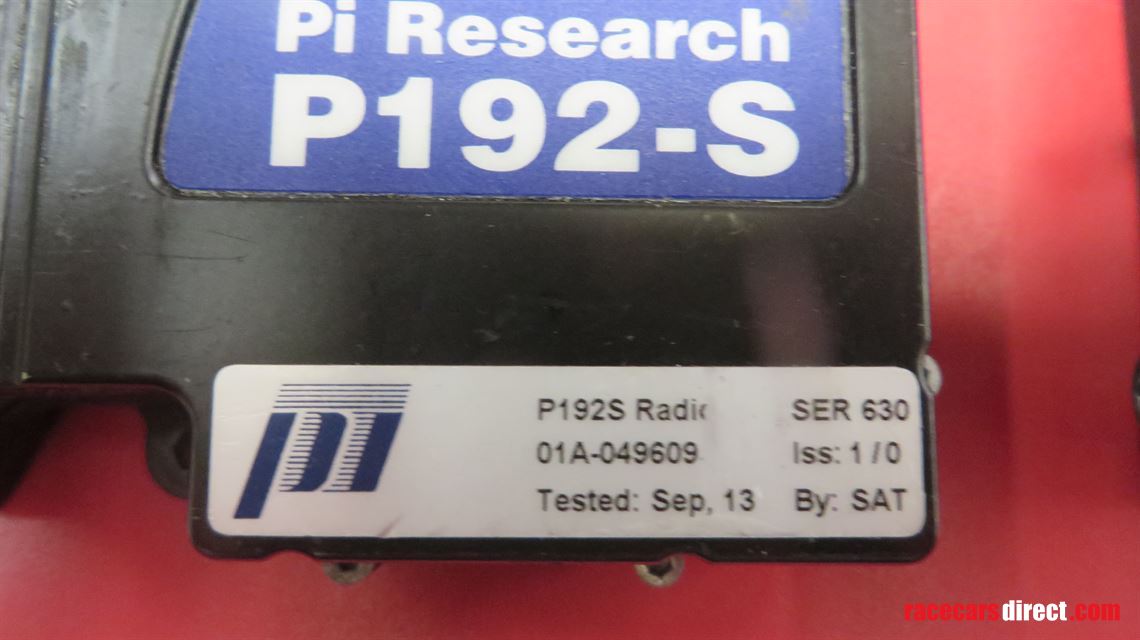 Pi Research
P192-S
PI
P192S Radio SER 630
01A-049609 Iss: 1 / 0
Tested: Sep, 13 By: SAT
racecarsdirect.com